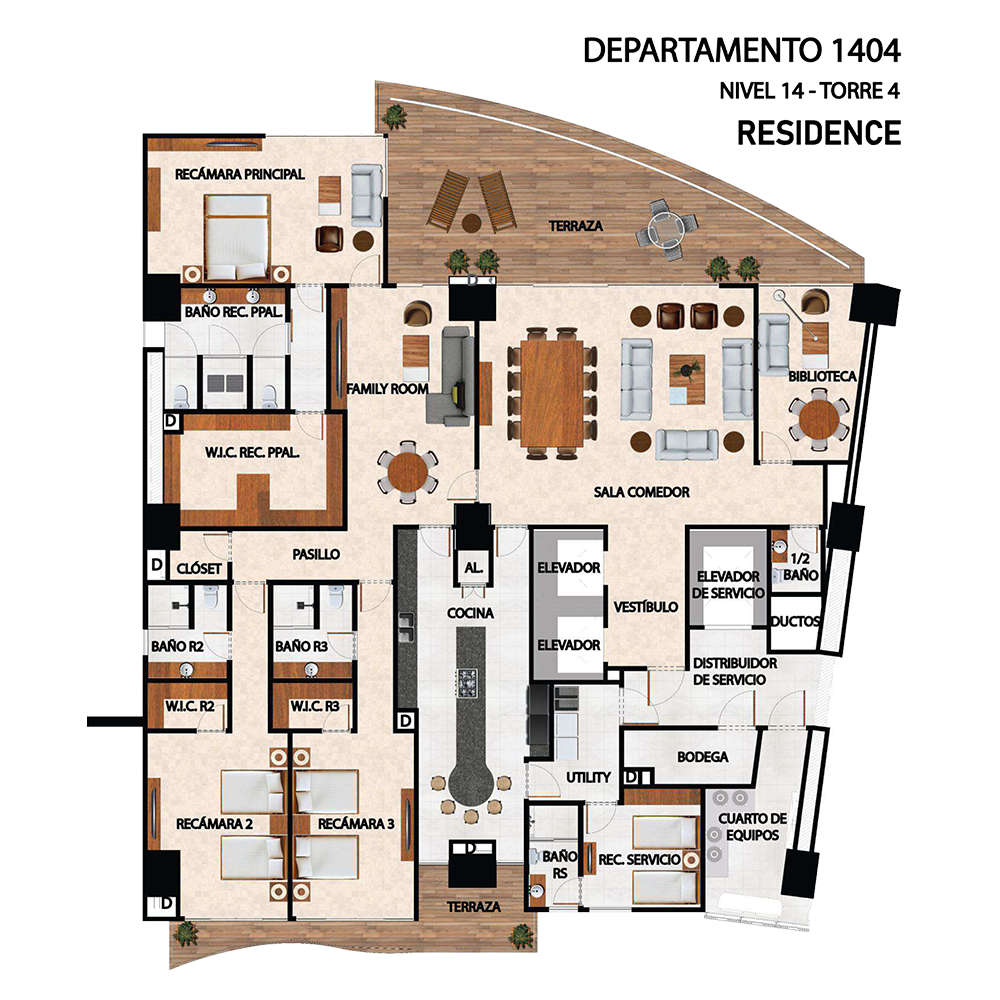 DEPARTAMENTO 1404
NIVEL 14 - TORRE 4
RESIDENCE
RECÁMARA PRINCIPAL
TERRAZA
D
BAÑO REC. PPAL.
FAMILY ROOM
BIBLIOTECA
D
W.I.C. REC. PPAL.
SALA COMEDOR
PASILLO
D
CLÓSET
AL.
ELEVADOR
ELEVADOR
DE SERVICIO
1/2
BAÑO
COCINA
VESTÍBULO
DUCTOS
BAÑO R2
BAÑO R3
ELEVADOR
DISTRIBUIDOR
DE SERVICIO
W.I.C. R2
W.I.C. R3
D
BODEGA
UTILITY
D
RECÁMARA 2
RECÁMARA 3
CUARTO DE
EQUIPOS
D
BAÑO
RS
REC. SERVICIO
D
TERRAZA